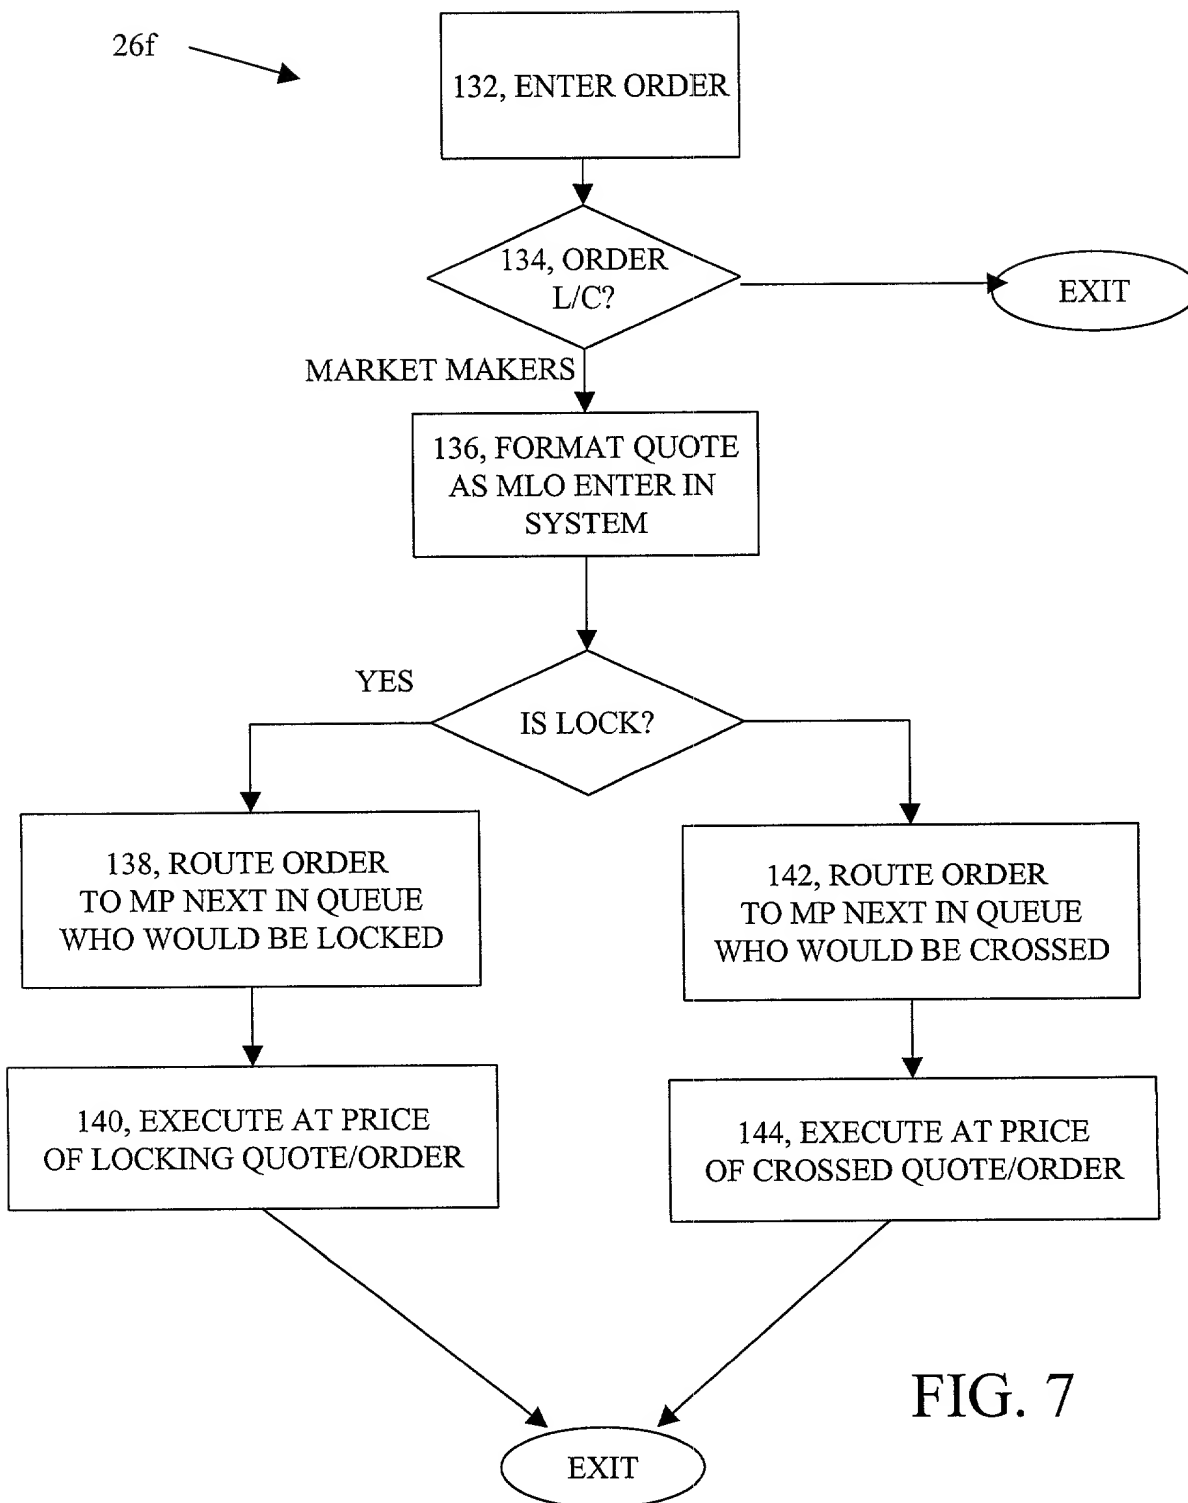 26f
132, ENTER ORDER
134, ORDER
L/C?
EXIT
MARKET MAKERS
136, FORMAT QUOTE
AS MLO ENTER IN
SYSTEM
YES
IS LOCK?
138, ROUTE ORDER
TO MP NEXT IN QUEUE
WHO WOULD BE LOCKED
142, ROUTE ORDER
TO MP NEXT IN QUEUE
WHO WOULD BE CROSSED
140, EXECUTE AT PRICE
OF LOCKING QUOTE/ORDER
144, EXECUTE AT PRICE
OF CROSSED QUOTE/ORDER
FIG. 7
EXIT